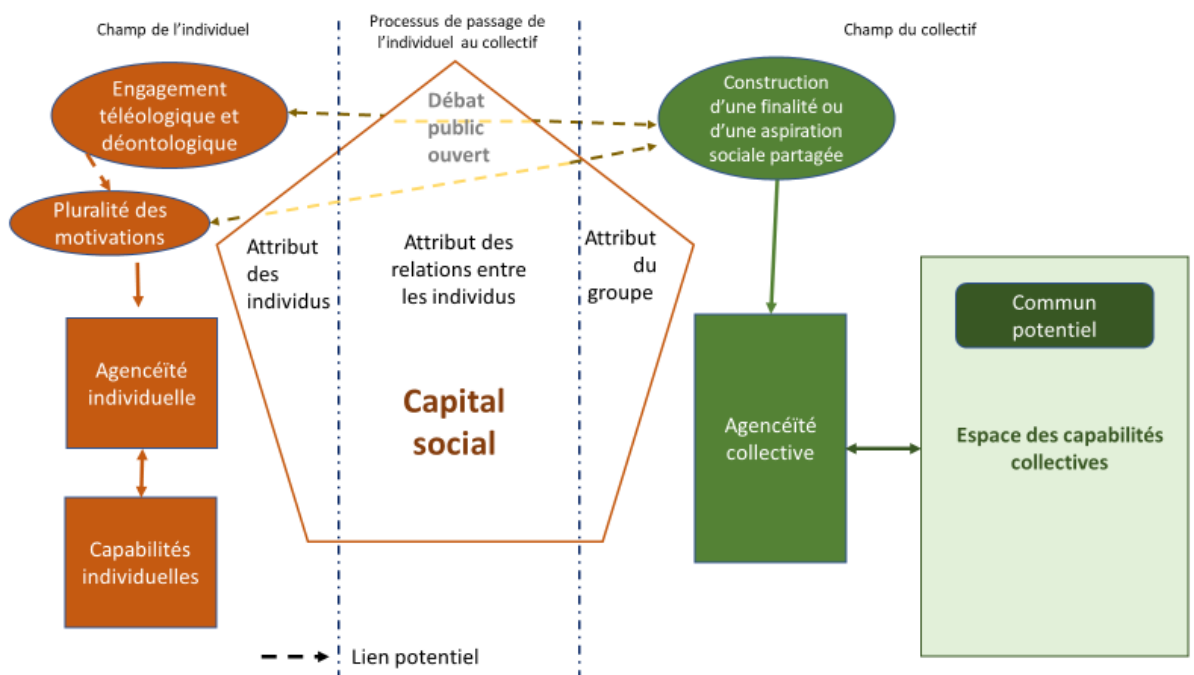 Champ de l'individuel
Processus de passage de
l'individuel au collectif
Champ du collectif
Engagement
téléologique et
déontologique
Débat
public
ouvert
Construction
d'une finalité ou
d'une aspiration
sociale partagée
Pluralité des
motivations
Attribut
des
individus
Attribut des
relations entre
les individus
Attribut
du
groupe
Commun
potentiel
Agencéïté
individuelle
Capital
social
Agencéïté
collective
Espace des capabilités
collectives
Capabilités
individuelles
Lien potentiel